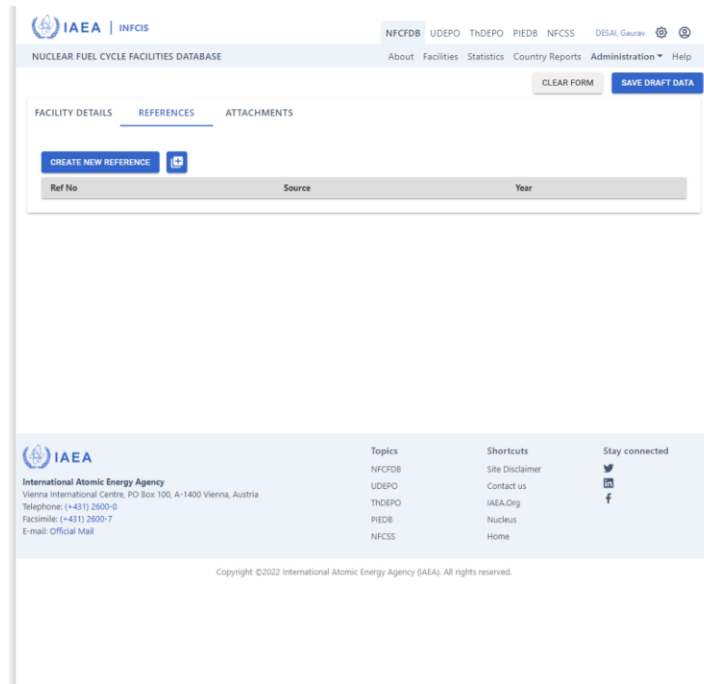 IAEA | INFCIS
NFCFDB UDEPO ThDEPO PIEDB NFCSS DESAI, Gaurav
NUCLEAR FUEL CYCLE FACILITIES DATABASE
About Facilities Statistics Country Reports Administration Help
CLEAR FORM SAVE DRAFT DATA
FACILITY DETAILS REFERENCES ATTACHMENTS
CREATE NEW REFERENCE
Ref No Source Year
IAEA
International Atomic Energy Agency
Vienna International Centre, PO Box 100, A-1400 Vienna, Austria
Telephone: (+431) 2600-0
Facsimile: (+431) 2600-7
E-mail: Official Mail
Topics
NFCFDB
UDEPO
ThDEPO
PIEDB
NFCSS
Shortcuts
Site Disclaimer
Contact us
IAEA.Org
Nucleus
Home
Stay connected
Copyright ©2022 International Atomic Energy Agency (IAEA). All rights reserved.